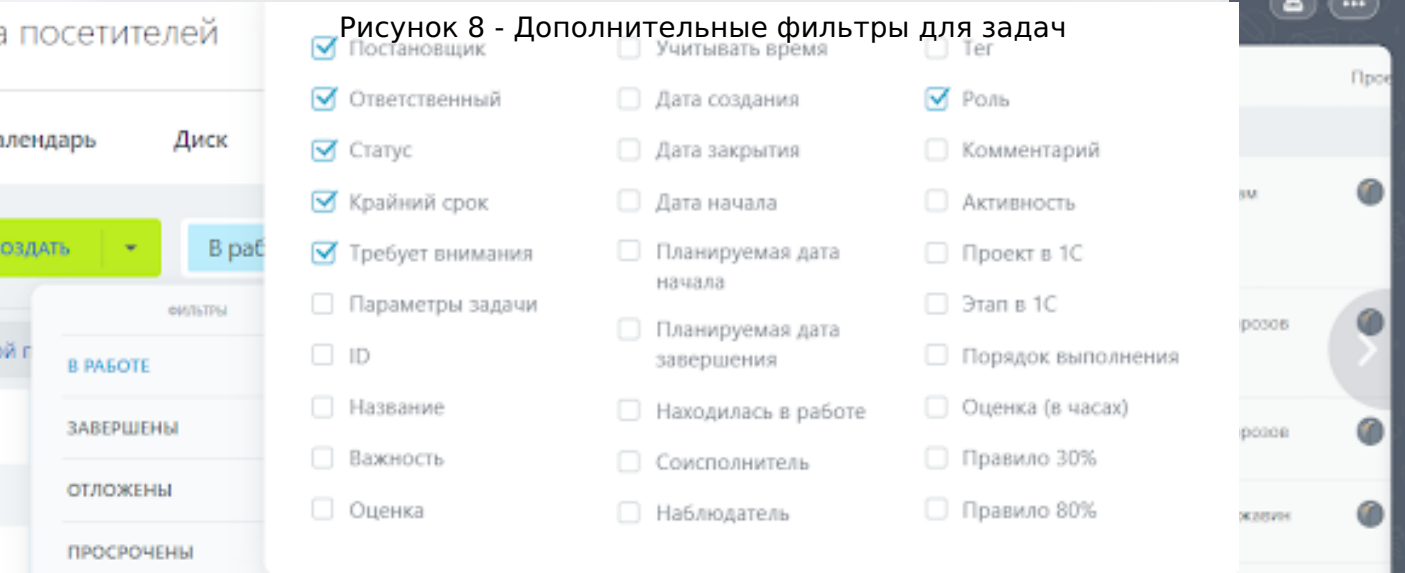 Рисунок 8 - Дополнительные фильтры для задач
а посетителей
Прое
Календарь
Диск
СОЗДАТЬ
В раб
ФИЛЬТРЫ
В РАБОТЕ
ЗАВЕРШЕНЫ
ОТЛОЖЕНЫ
ПРОСРОЧЕНЫ
Постановщик
Ответственный
Статус
Крайний срок
Требует внимания
Параметры задачи
ID
Название
Важность
Оценка
Учитывать время
Дата создания
Дата закрытия
Дата начала
Планируемая дата
начала
Планируемая дата
завершения
Находилась в работе
Соисполнитель
Наблюдатель
Тег
Роль
Комментарий
Активность
Проект в 1С
Этап в 1С
Порядок выполнения
Оценка (в часах)
Правило 30%
Правило 80%